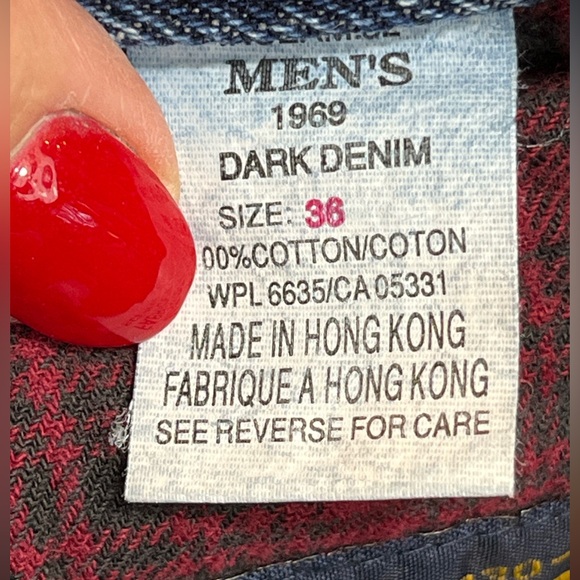 MEN'S
1969
DARK DENIM
SIZE: 36
00%COTTON/COTON
WPL 6635/CA 05331
MADE IN HONG KONG
FABRIQUE A HONG KONG
SEE REVERSE FOR CARE